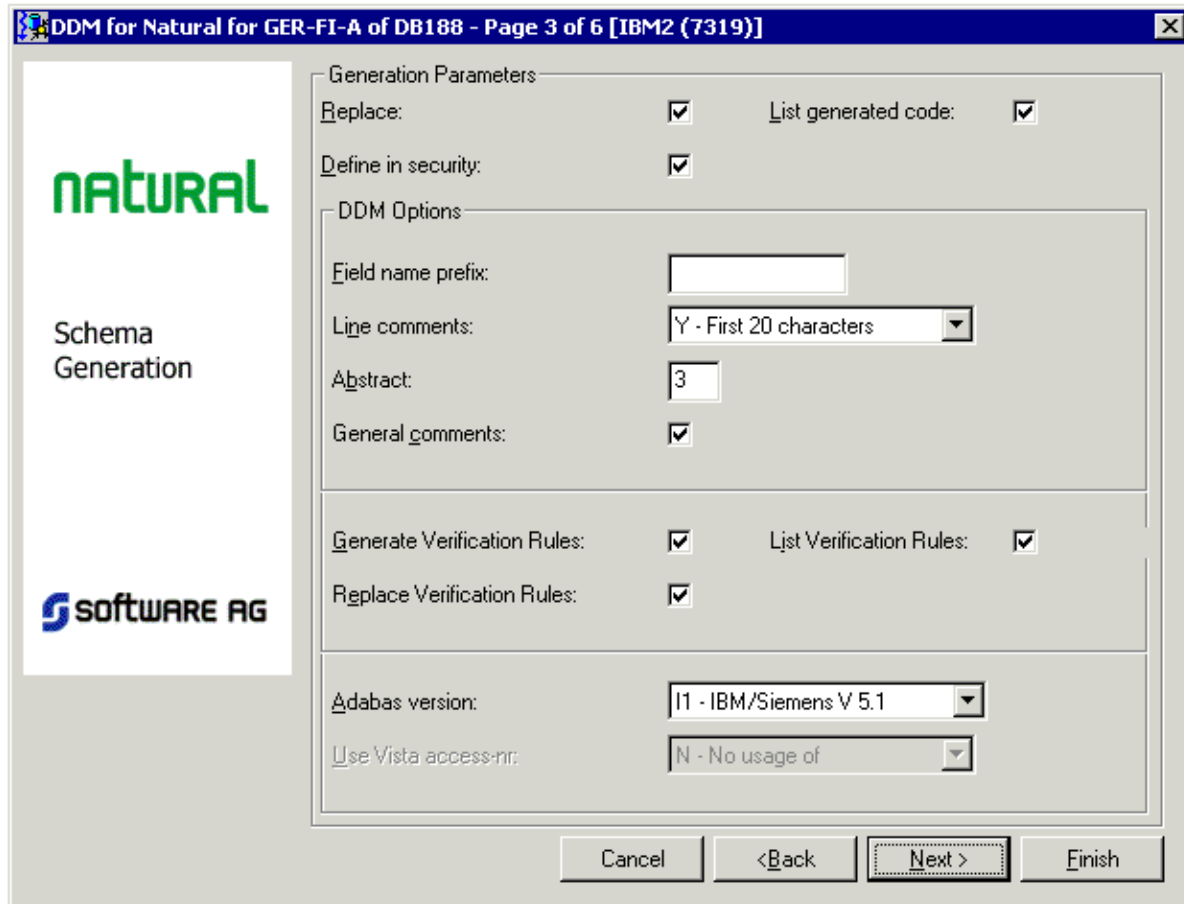 DDM for Natural for GER-FI-A of DB188 - Page 3 of 6 [IBM2 (7319)]
natural
Schema
Generation
software AG
Generation Parameters
Replace: List generated code:
Define in security:
DDM Options
Field name prefix:
Line comments: Y - First 20 characters
Abstract: 3
General comments:
Generate Verification Rules: List Verification Rules:
Replace Verification Rules:
Adabas version: I1 - IBM/Siemens V 5.1
Use Vista access-nr: N - No usage of
Cancel <Back Next > Finish